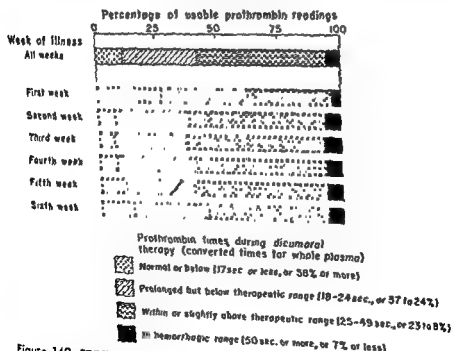 Percentage of usable prothrombin readings
0 25 50 75 100
Week of Illness
All weeks
First week
Second week
Third week
Fourth week
Fifth week
Sixth week
Prothrombin times during dicumarol
therapy (converted times for whole plasma)
Normal or below (17 sec or less, or 38% or more)
Prolonged but below therapeutic range (18-24 sec., or 37 to 24%)
Within or slightly above therapeutic range (25-49 sec., or 23 to 8%)
In hemorrhagic range (50 sec. or more, or 7% or less)